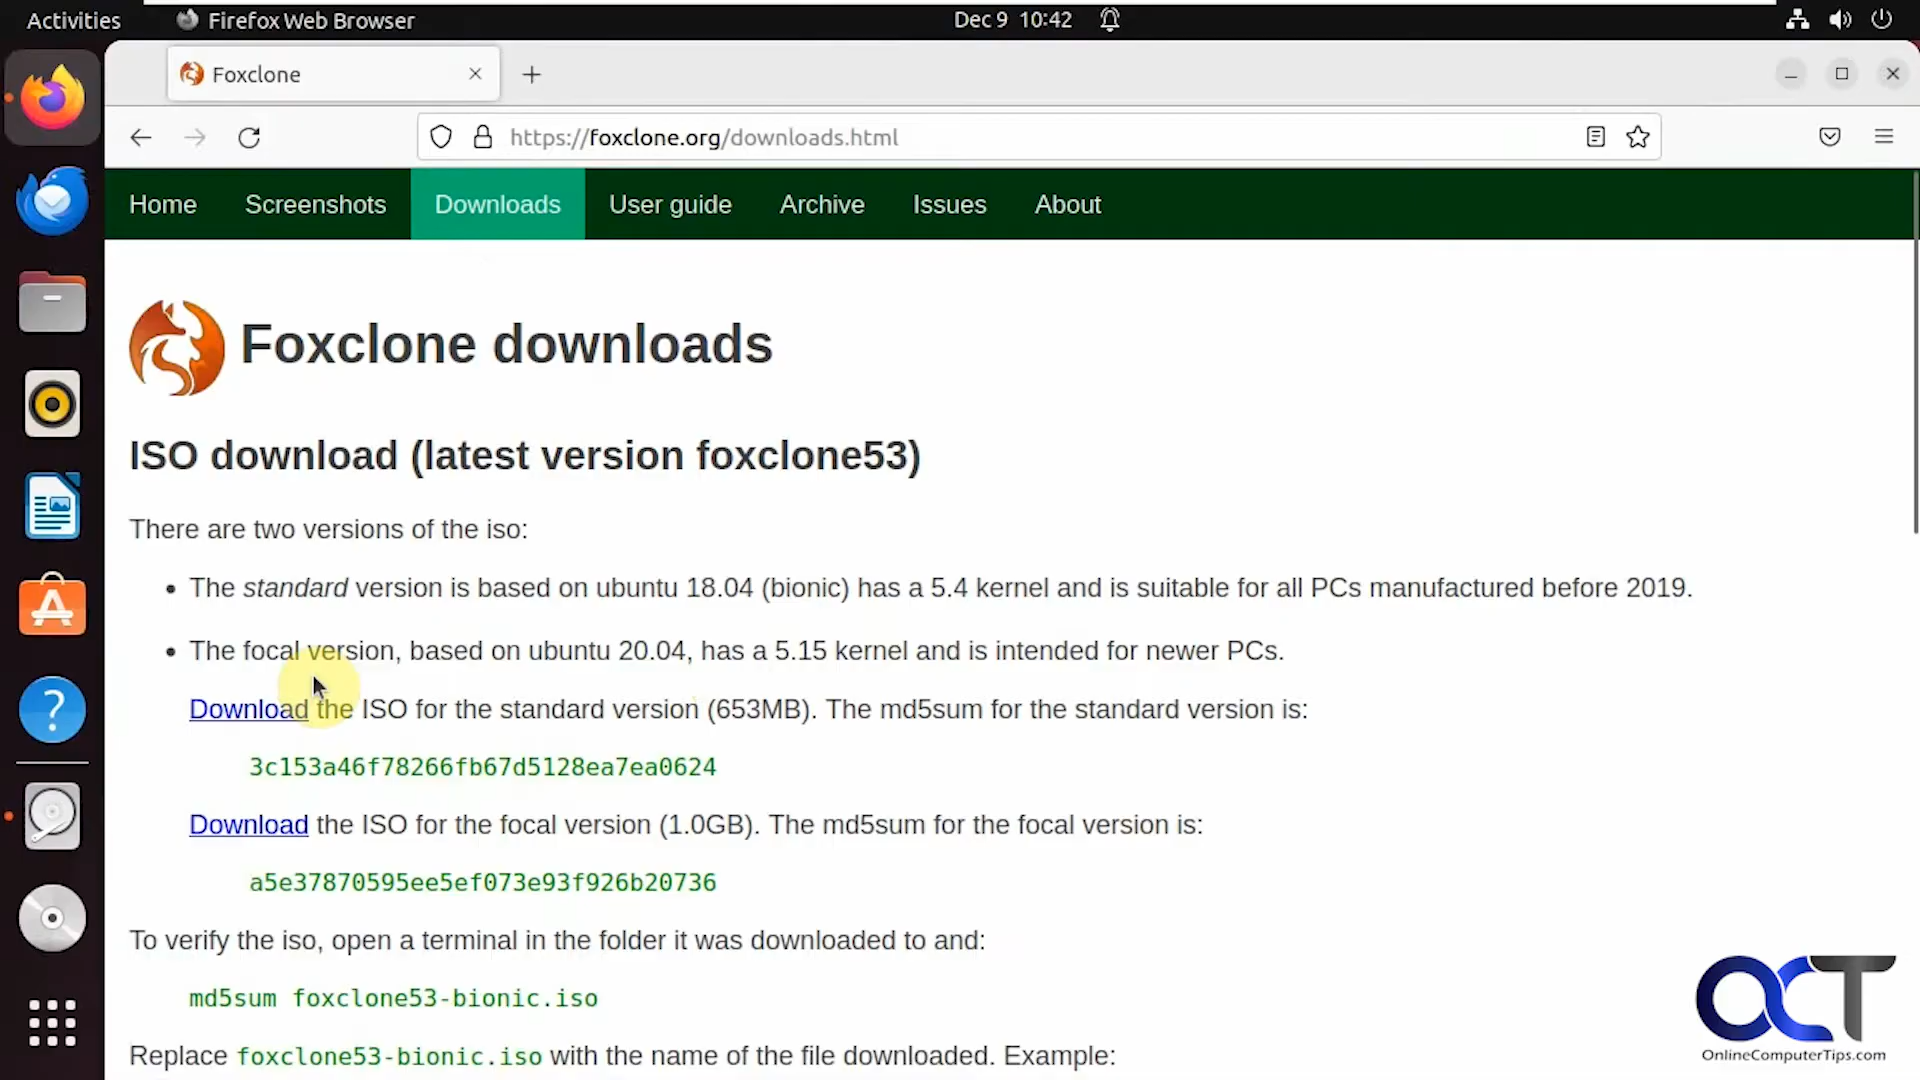 Activities Firefox Web Browser Dec 9 10:42
Foxclone
https://foxclone.org/downloads.html
Home Screenshots Downloads User guide Archive Issues About
Foxclone downloads
ISO download (latest version foxclone53)
There are two versions of the iso:
• The standard version is based on ubuntu 18.04 (bionic) has a 5.4 kernel and is suitable for all PCs manufactured before 2019.
• The focal version, based on ubuntu 20.04, has a 5.15 kernel and is intended for newer PCs.
Download the ISO for the standard version (653MB). The md5sum for the standard version is:
3c153a46f78266fb67d5128ea7ea0624
Download the ISO for the focal version (1.0GB). The md5sum for the focal version is:
a5e37870595ee5ef073e93f926b20736
To verify the iso, open a terminal in the folder it was downloaded to and:
md5sum foxclone53-bionic.iso
Replace foxclone53-bionic.iso with the name of the file downloaded. Example:
OCT
OnlineComputerTips.com